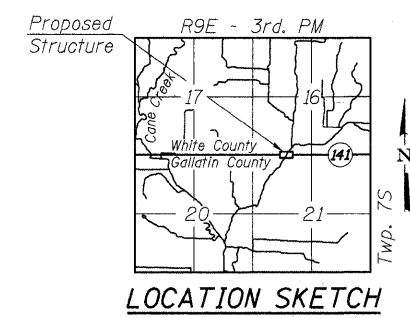 Proposed
Structure
R9E - 3rd. PM
17
16
Cane Creek
White County
Gallatin County
141
N
20
21
Twp. 7S
LOCATION SKETCH